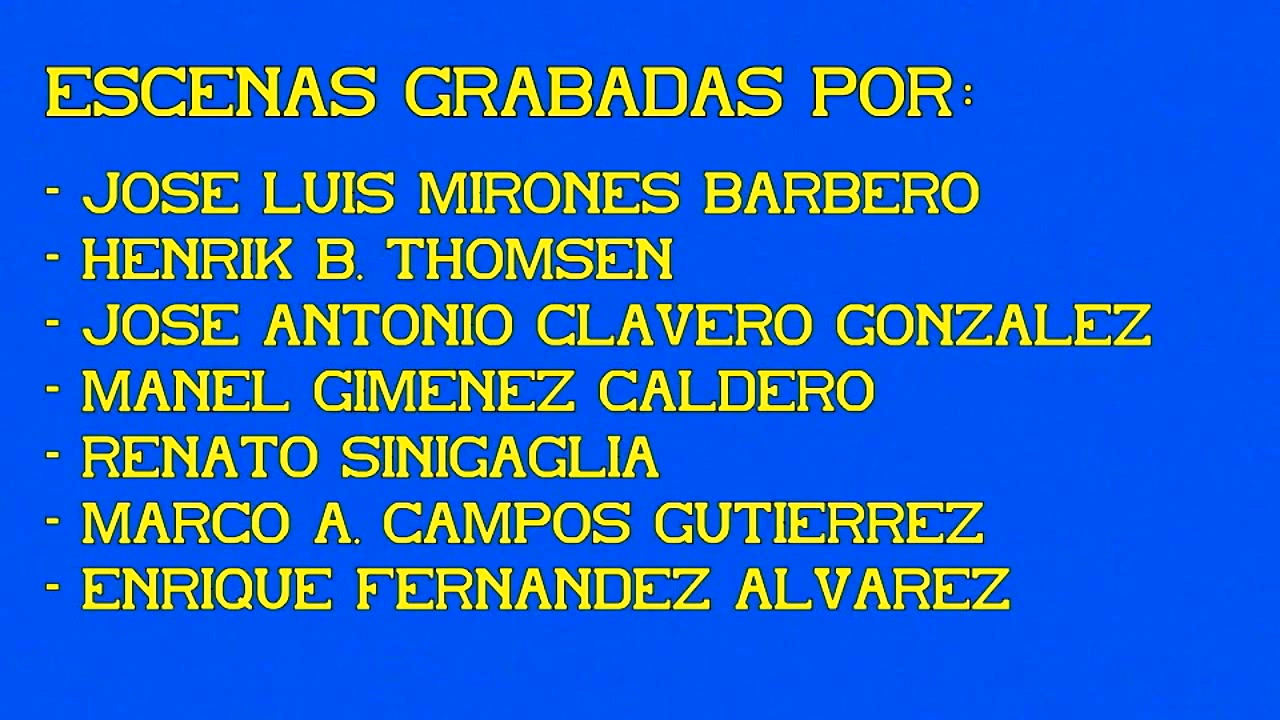 ESCENAS GRABADAS POR:
- JOSE LUIS MIRONES BARBERO
- HENRIK B. THOMSEN
- JOSE ANTONIO CLAVERO GONZALEZ
- MANEL GIMENEZ CALDERO
- RENATO SINIGAGLIA
- MARCO A. CAMPOS GUTIERREZ
- ENRIQUE FERNANDEZ ALVAREZ